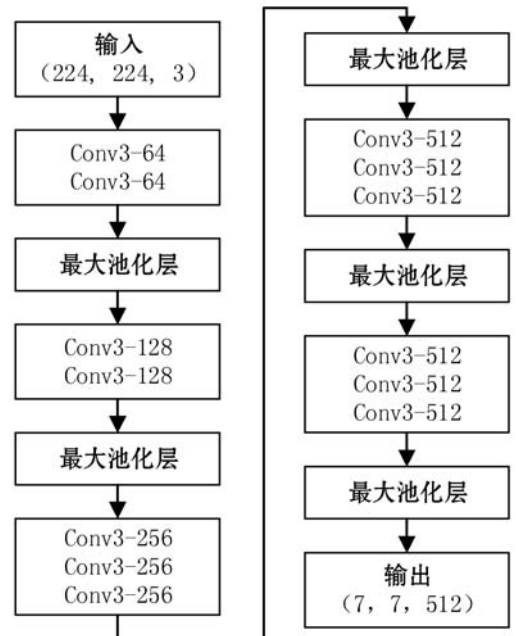 输入
(224, 224, 3)
Conv3-64
Conv3-64
最大池化层
Conv3-128
Conv3-128
最大池化层
Conv3-256
Conv3-256
Conv3-256
最大池化层
Conv3-512
Conv3-512
Conv3-512
最大池化层
Conv3-512
Conv3-512
Conv3-512
最大池化层
输出
(7, 7, 512)